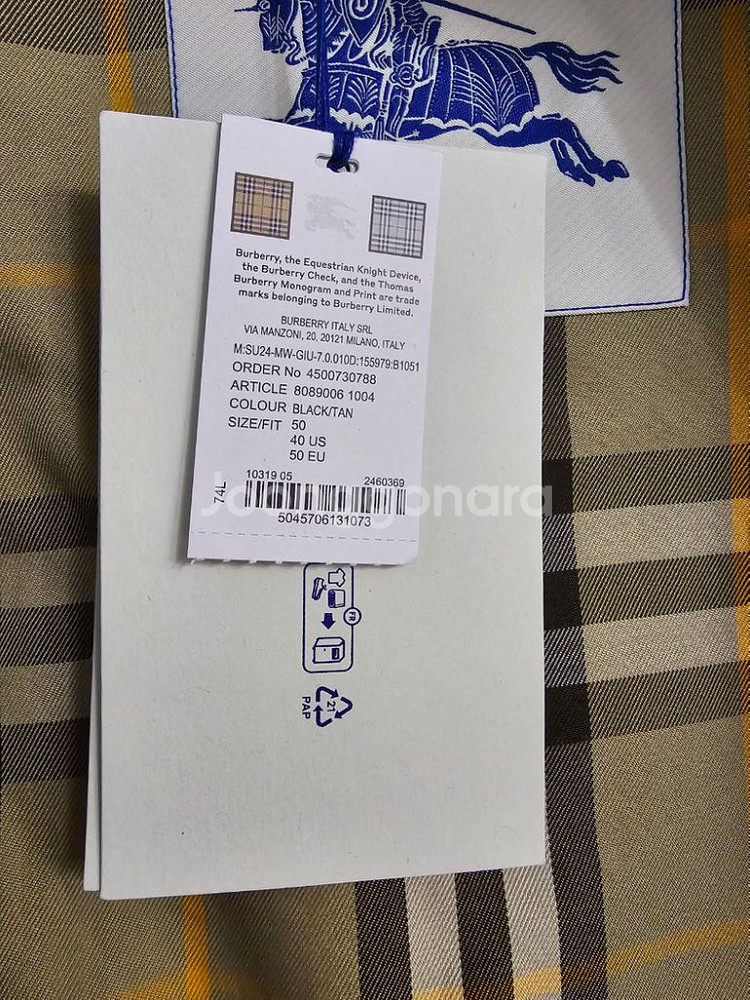 Burberry, the Equestrian Knight Device,
the Burberry Check, and the Thomas
Burberry Monogram and Print are trade
marks belonging to Burberry Limited.
BURBERRY ITALY SRL
VIA MANZONI, 20, 20121 MILANO, ITALY
M:SU24-MW-GIU-7.0.010D:155979:B1051
ORDER No 4500730788
ARTICLE 8089006 1004
COLOUR BLACK/TAN
SIZE/FIT 50
40 US
50 EU
74L
10319 05 2460369
5045706131073
Joonggonara
FR
21
PAP